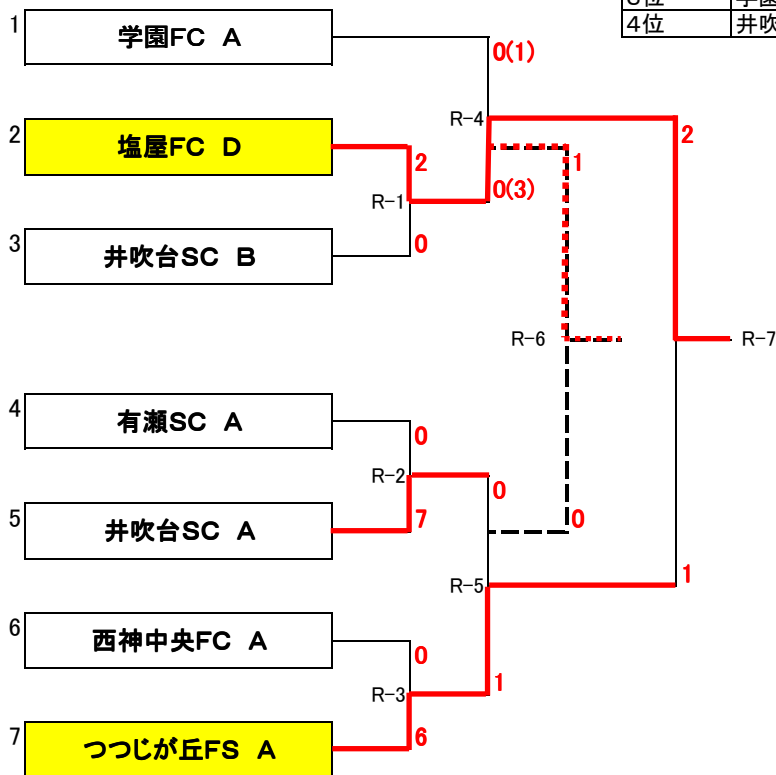 学園
4位 井吹
1 学園FC A
0(1)
R-4
2
2 塩屋FC D
2
1
R-1
0(3)
3 井吹台SC B
0
R-6
R-7
4 有瀬SC A
0
R-2
0
5 井吹台SC A
7
0
R-5
1
6 西神中央FC A
0
R-3
1
7 つつじが丘FS A
6